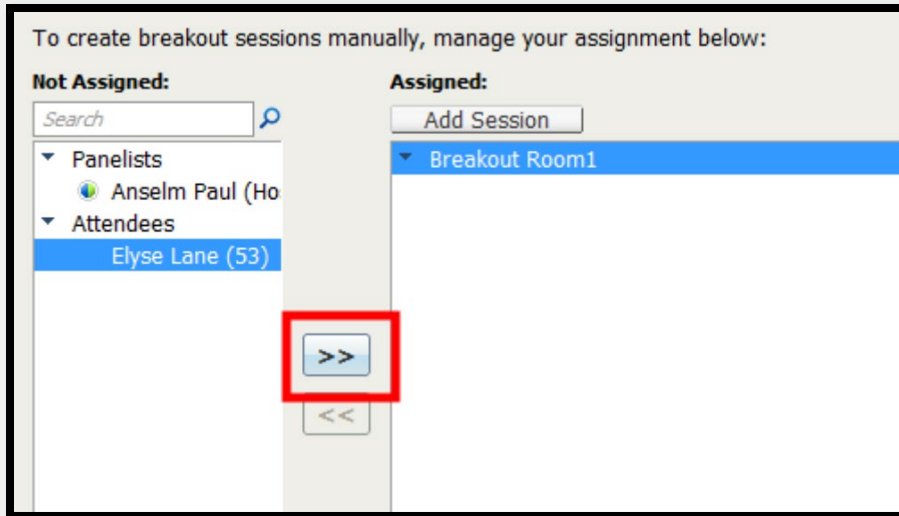 To create breakout sessions manually, manage your assignment below:
Not Assigned:
Search
Panelists
Anselm Paul (Ho
Attendees
Elyse Lane (53)
>>
<<
Assigned:
Add Session
Breakout Room1